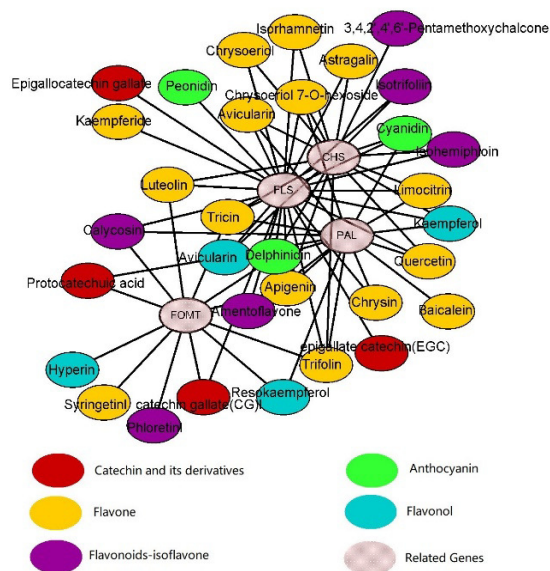 Isorhamnetin
3,4,2',4',6'-Pentamethoxychalcone
Chrysoeriol
Astragalin
Epigallocatechin gallate
Peonidin
Isotrifoliin
Chrysoeriol 7-O-hexoside
Kaempferide
Avicularin
Cyanidin
CHS
Isohemiphloin
Luteolin
FLS
Limocitrin
Tricin
Kaempferol
Calycosin
PAL
Avicularin
Delphinidin
Quercetin
Protocatechuic acid
Apigenin
Chrysin
Baicalein
FOMT
Amentoflavone
epigallate catechin(EGC)
Hyperin
Trifolin
Resokaempferol
Syringetinl
catechin gallate(CG)l
Phloretinl
Catechin and its derivatives
Anthocyanin
Flavone
Flavonol
Flavonoids-isoflavone
Related Genes